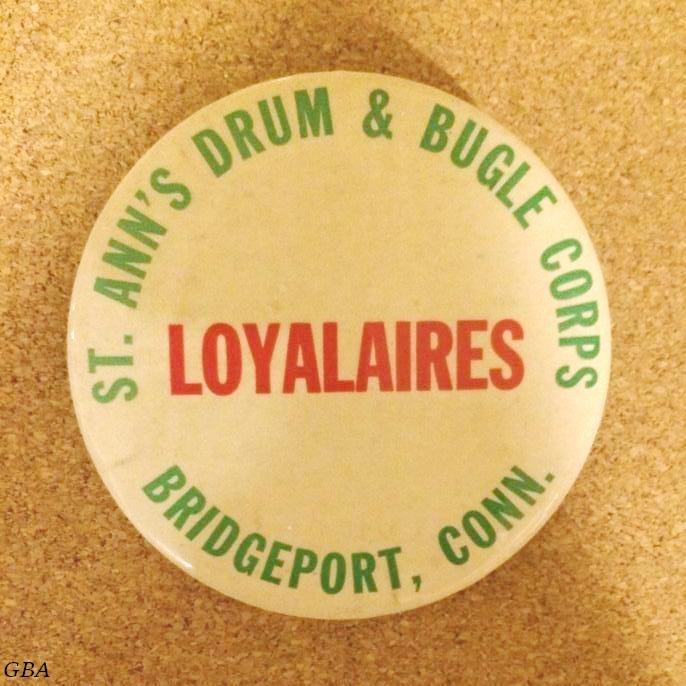 ST. ANN'S DRUM & BUGLE CORPS
LOYALAIRES
BRIDGEPORT, CONN.
GBA